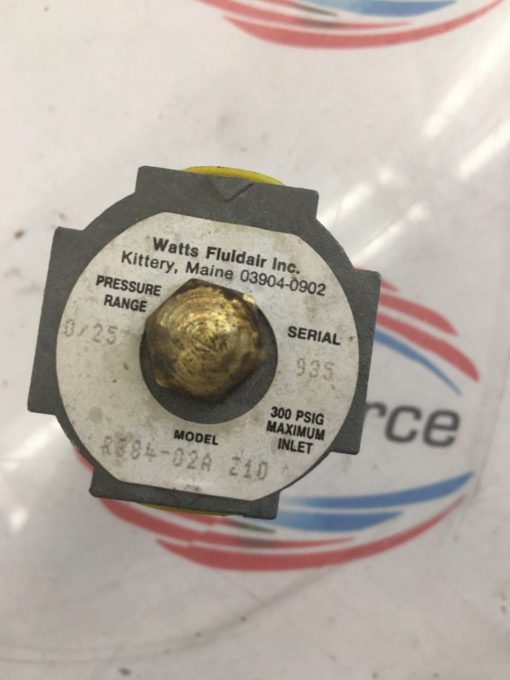 Watts Fluidair Inc.
Kittery, Maine 03904-0902
PRESSURE
RANGE
0/25
SERIAL
935
300 PSIG
MAXIMUM
INLET
MODEL
R384-02A Z10
rce